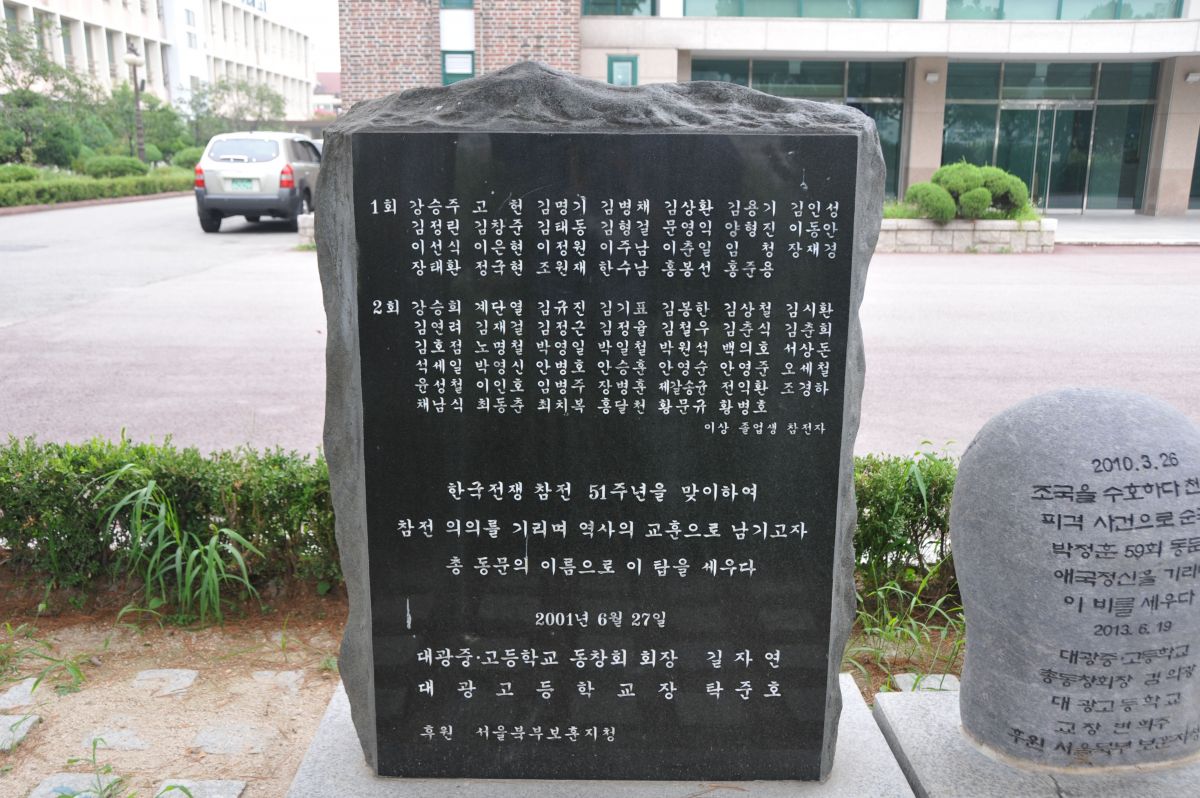 1회 강승주 고 헌 김명기 김병채 김상환 김용기 김인성
김정린 김창준 김태동 김형걸 문영익 양형진 이동안
이선식 이은현 이정원 이주남 이춘일 임 청 장재경
장태환 정국현 조원재 한수남 홍봉선 홍준용
2회 강승희 계단열 김규진 김기표 김봉한 김상철 김시환
김연려 김재걸 김정근 김정율 김철우 김춘식 김춘희
김호점 노명철 박영일 박일철 박원석 백의호 서상돈
석세일 박영신 안병호 안승훈 안영순 안영준 오세철
윤성철 이인호 임병주 장병훈 제갈송균 전익환 조경하
채남식 최동춘 최치복 홍달천 황문규 황병호
이상 졸업생 참전자
한국전쟁 참전 51주년을 맞이하여
참전 의의를 기리며 역사의 교훈으로 남기고자
총 동문의 이름으로 이 탑을 세우다
2001년 6월 27일
대광중·고등학교 동창회 회장 길자연
대광고등학교장 탁준호
후원 서울북부보훈지청
2010.3.26
조국을 수호하다 천
피격 사건으로 순
박정훈 59회 동문
애국정신을 기리
이 비를 세우다
2013.6.19
대광중·고등학교
총동창회장 김의
대광고등학교
교장 변희주
후원 서울북부 보훈지청